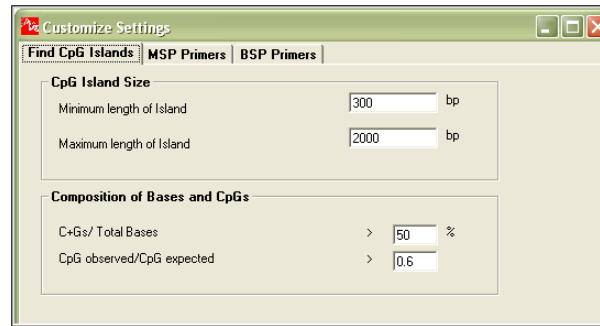 Customize Settings
Find CpG Islands MSP Primers BSP Primers
CpG Island Size
Minimum length of Island 300 bp
Maximum length of Island 2000 bp
Composition of Bases and CpGs
C+Gs/ Total Bases > 50 %
CpG observed/CpG expected > 0.6